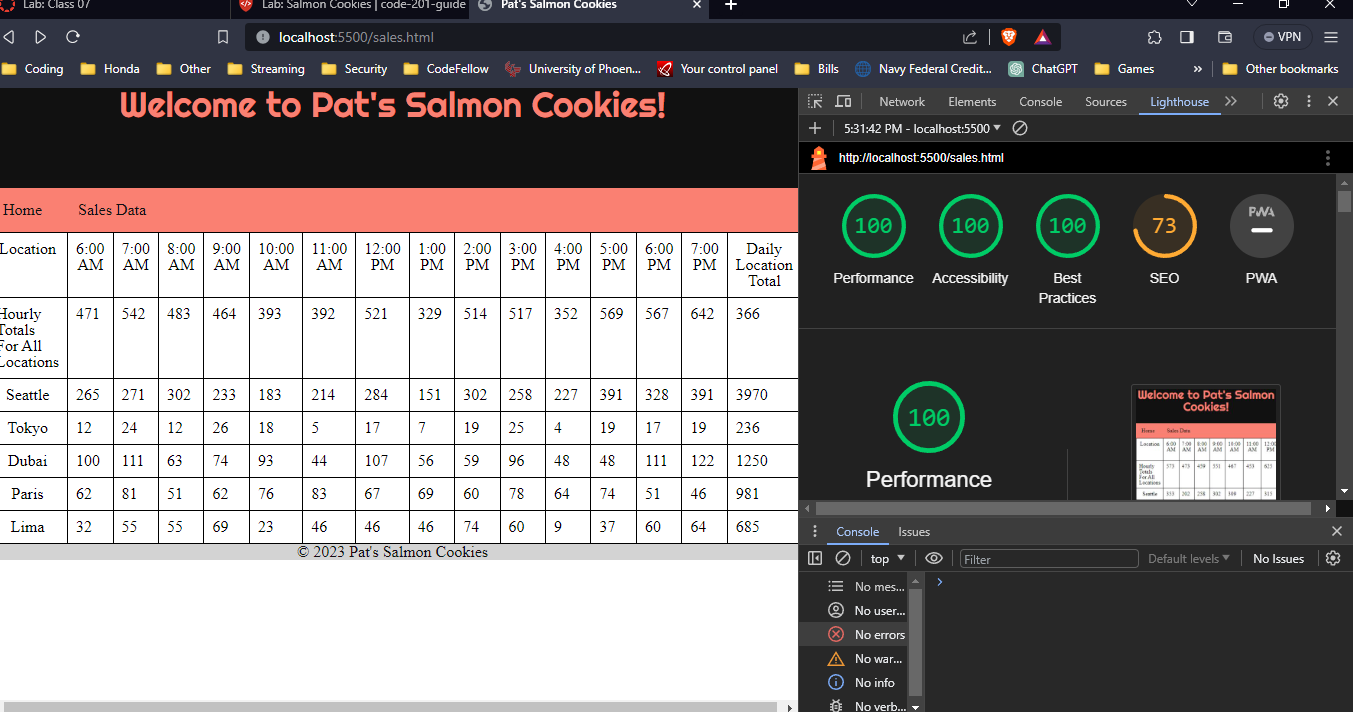 Lab: Class 07
Lab: Salmon Cookies | code-201-guide
Pat's Salmon Cookies
localhost:5500/sales.html
VPN
Coding Honda Other Streaming Security CodeFellow University of Phoen... Your control panel Bills Navy Federal Credit... ChatGPT Games » Other bookmarks
Welcome to Pat's Salmon Cookies!
Home Sales Data
Location 6:00 AM 7:00 AM 8:00 AM 9:00 AM 10:00 AM 11:00 AM 12:00 PM 1:00 PM 2:00 PM 3:00 PM 4:00 PM 5:00 PM 6:00 PM 7:00 PM Daily Location Total
Hourly Totals For All Locations 471 542 483 464 393 392 521 329 514 517 352 569 567 642 366
Seattle 265 271 302 233 183 214 284 151 302 258 227 391 328 391 3970
Tokyo 12 24 12 26 18 5 17 7 19 25 4 19 17 19 236
Dubai 100 111 63 74 93 44 107 56 59 96 48 48 111 122 1250
Paris 62 81 51 62 76 83 67 69 60 78 64 74 51 46 981
Lima 32 55 55 69 23 46 46 46 74 60 9 37 60 64 685
© 2023 Pat's Salmon Cookies
Network Elements Console Sources Lighthouse
5:31:42 PM - localhost:5500
http://localhost:5500/sales.html
100 100 100 73 PWA
Performance Accessibility Best Practices SEO PWA
100
Performance
Welcome to Pat's Salmon
Cookies!
Home Sales Data
Console Issues
top Filter Default levels No Issues
No mes...
No user...
No errors
No war...
No info
No verb...